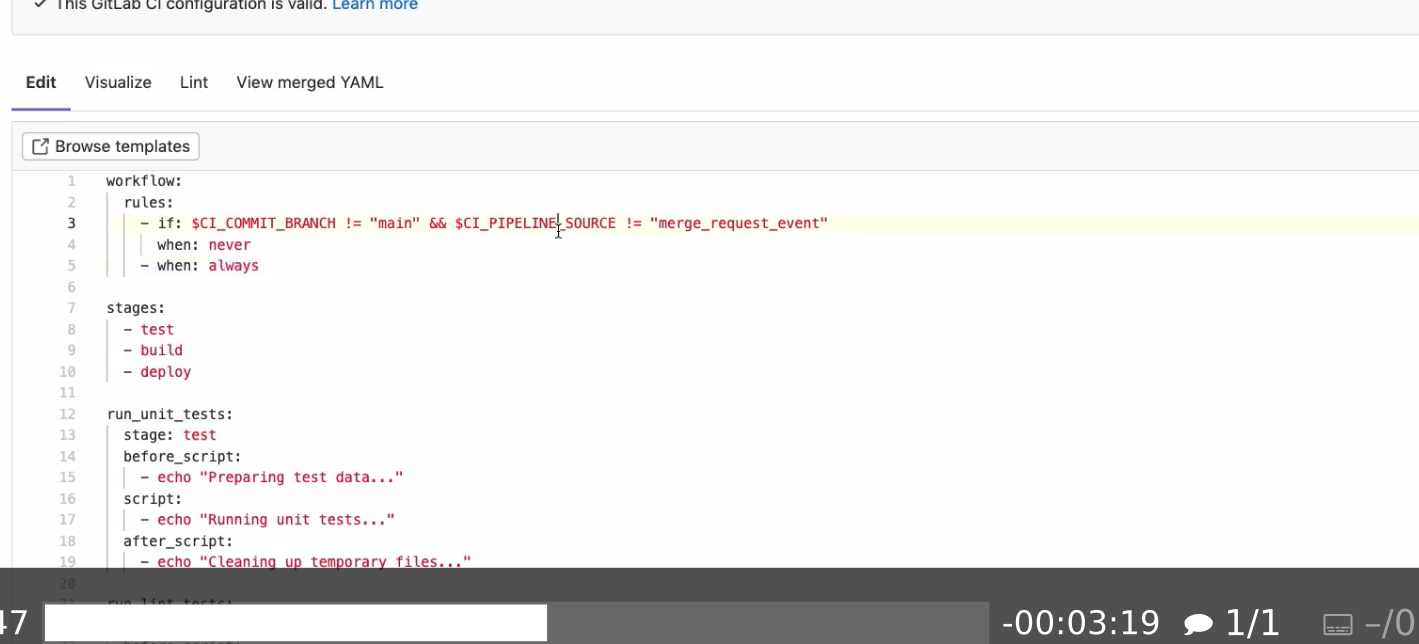 ✓ This GitLab CI configuration is valid. Learn more
Edit Visualize Lint View merged YAML
Browse templates
1 workflow:
2 rules:
3 - if: $CI_COMMIT_BRANCH != "main" && $CI_PIPELINE_SOURCE != "merge_request_event"
4 when: never
5 - when: always
6
7 stages:
8 - test
9 - build
10 - deploy
11
12 run_unit_tests:
13 stage: test
14 before_script:
15 - echo "Preparing test data..."
16 script:
17 - echo "Running unit tests..."
18 after_script:
19 - echo "Cleaning up temporary files..."
20
21 run_lint_tests:
47 -00:03:19 1/1 –/0